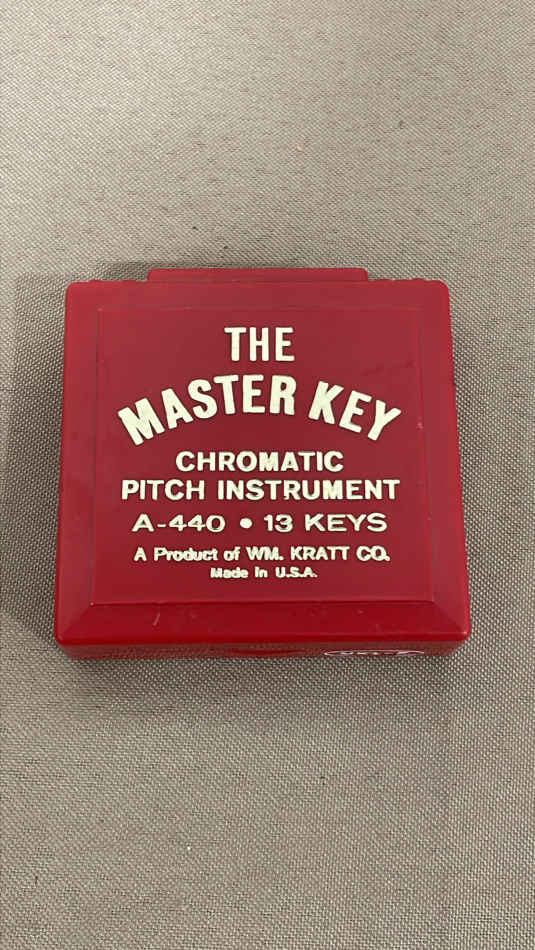 THE
MASTER KEY
CHROMATIC
PITCH INSTRUMENT
A-440 • 13 KEYS
A Product of WM. KRATT CO.
Made in U.S.A.